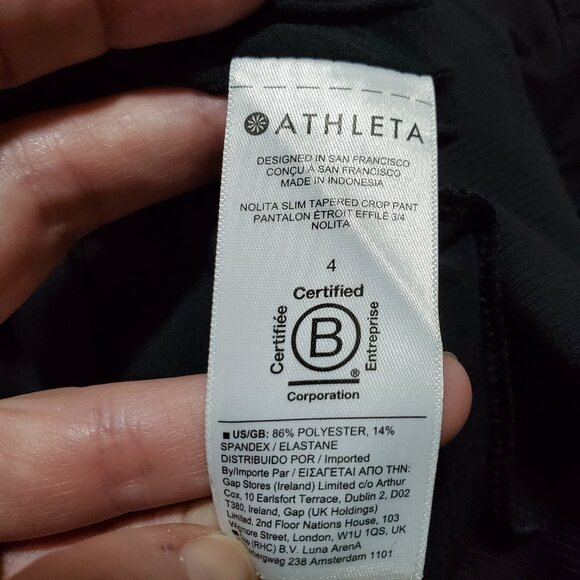 ATHLETA
DESIGNED IN SAN FRANCISCO
CONÇU À SAN FRANCISCO
MADE IN INDONESIA
NOLITA SLIM TAPERED CROP PANT
PANTALON ÉTROIT EFFILÉ 3/4
NOLITA
4
Certified
Certifiée
B
Entreprise
®
Corporation
■ US/GB: 86% POLYESTER, 14%
SPANDEX / ELASTANE
DISTRIBUIDO POR / Imported
By/Importe Par / ΕΙΣΑΓΕΤΑΙ ΑΠΟ ΤΗΝ:
Gap Stores (Ireland) Limited c/o Arthur
Cox, 10 Earlsfort Terrace, Dublin 2, D02
T380, Ireland, Gap (UK Holdings)
Limited, 2nd Floor Nations House, 103
Wigmore Street, London, W1U 1QS, UK
(RHC) B.V. Luna ArenA
238 Amsterdam 1101